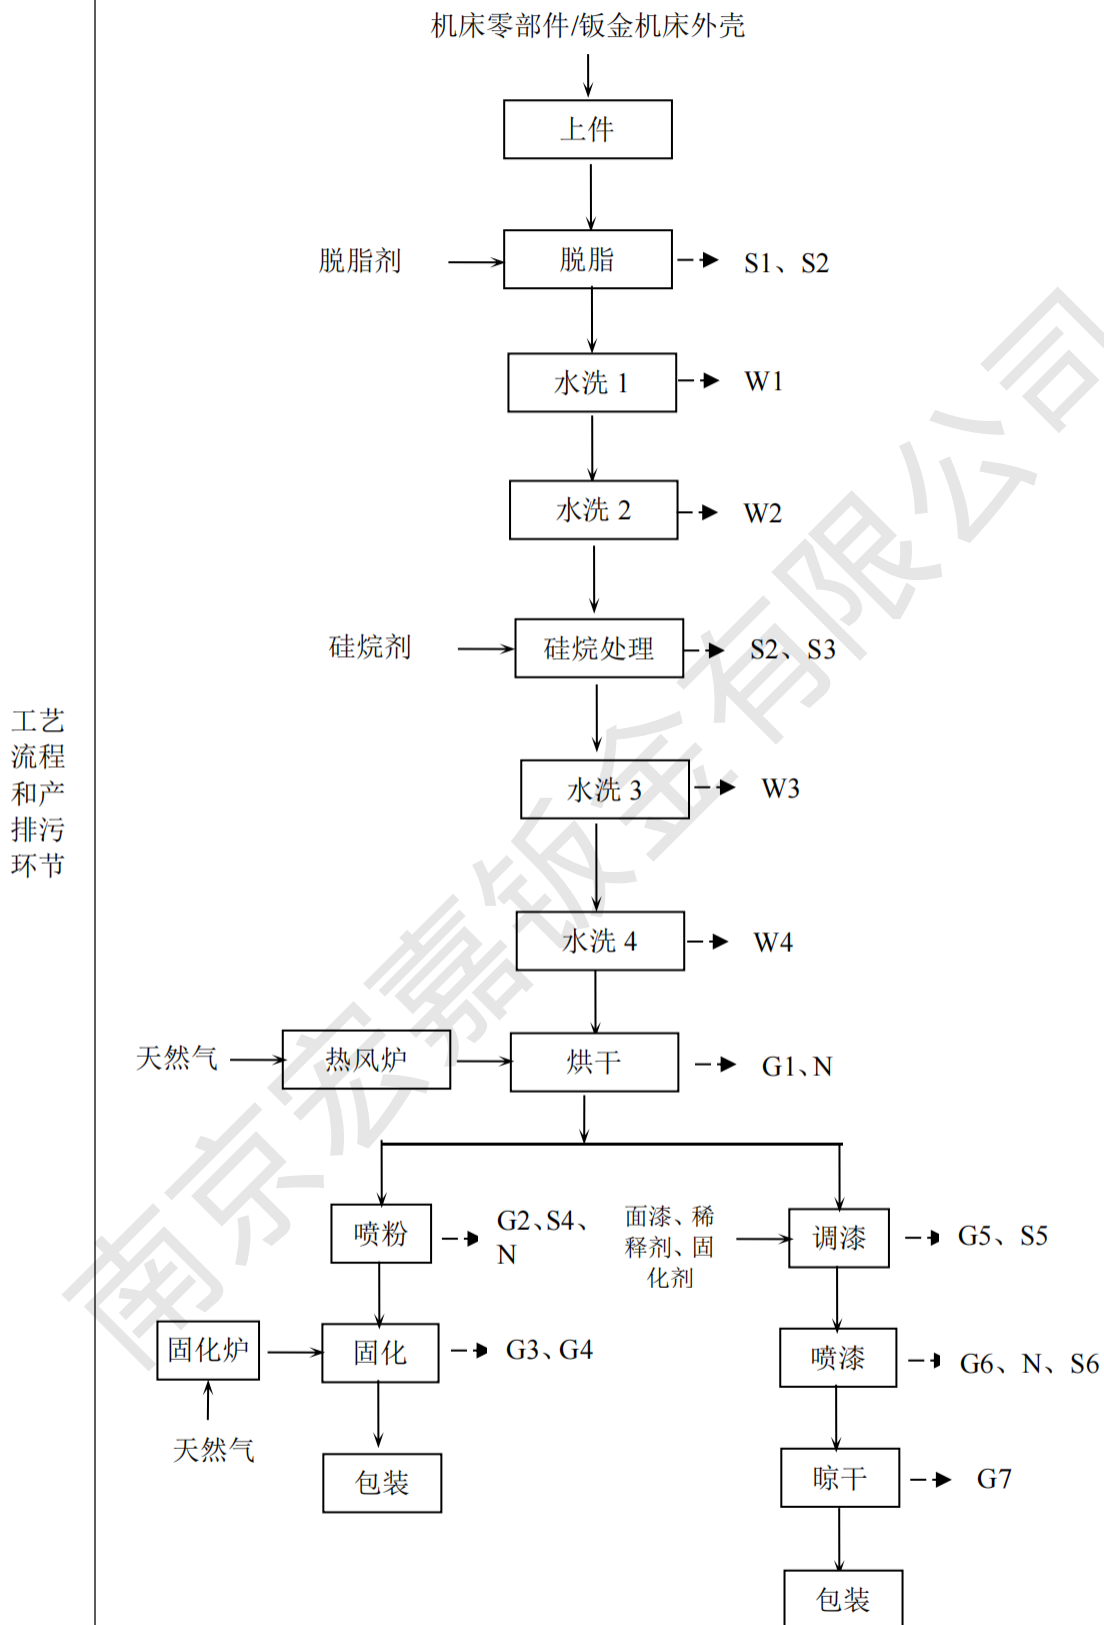 机床零部件/钣金机床外壳
上件
脱脂剂
脱脂
S1、S2
水洗 1
W1
水洗 2
W2
硅烷剂
硅烷处理
S2、S3
工艺
流程
和产
排污
环节
水洗 3
W3
水洗 4
W4
天然气
热风炉
烘干
G1、N
喷粉
G2、S4、
N
面漆、稀
释剂、固
化剂
调漆
G5、S5
固化炉
固化
G3、G4
喷漆
G6、N、S6
天然气
包装
晾干
G7
包装
南京宏嘉钣金有限公司